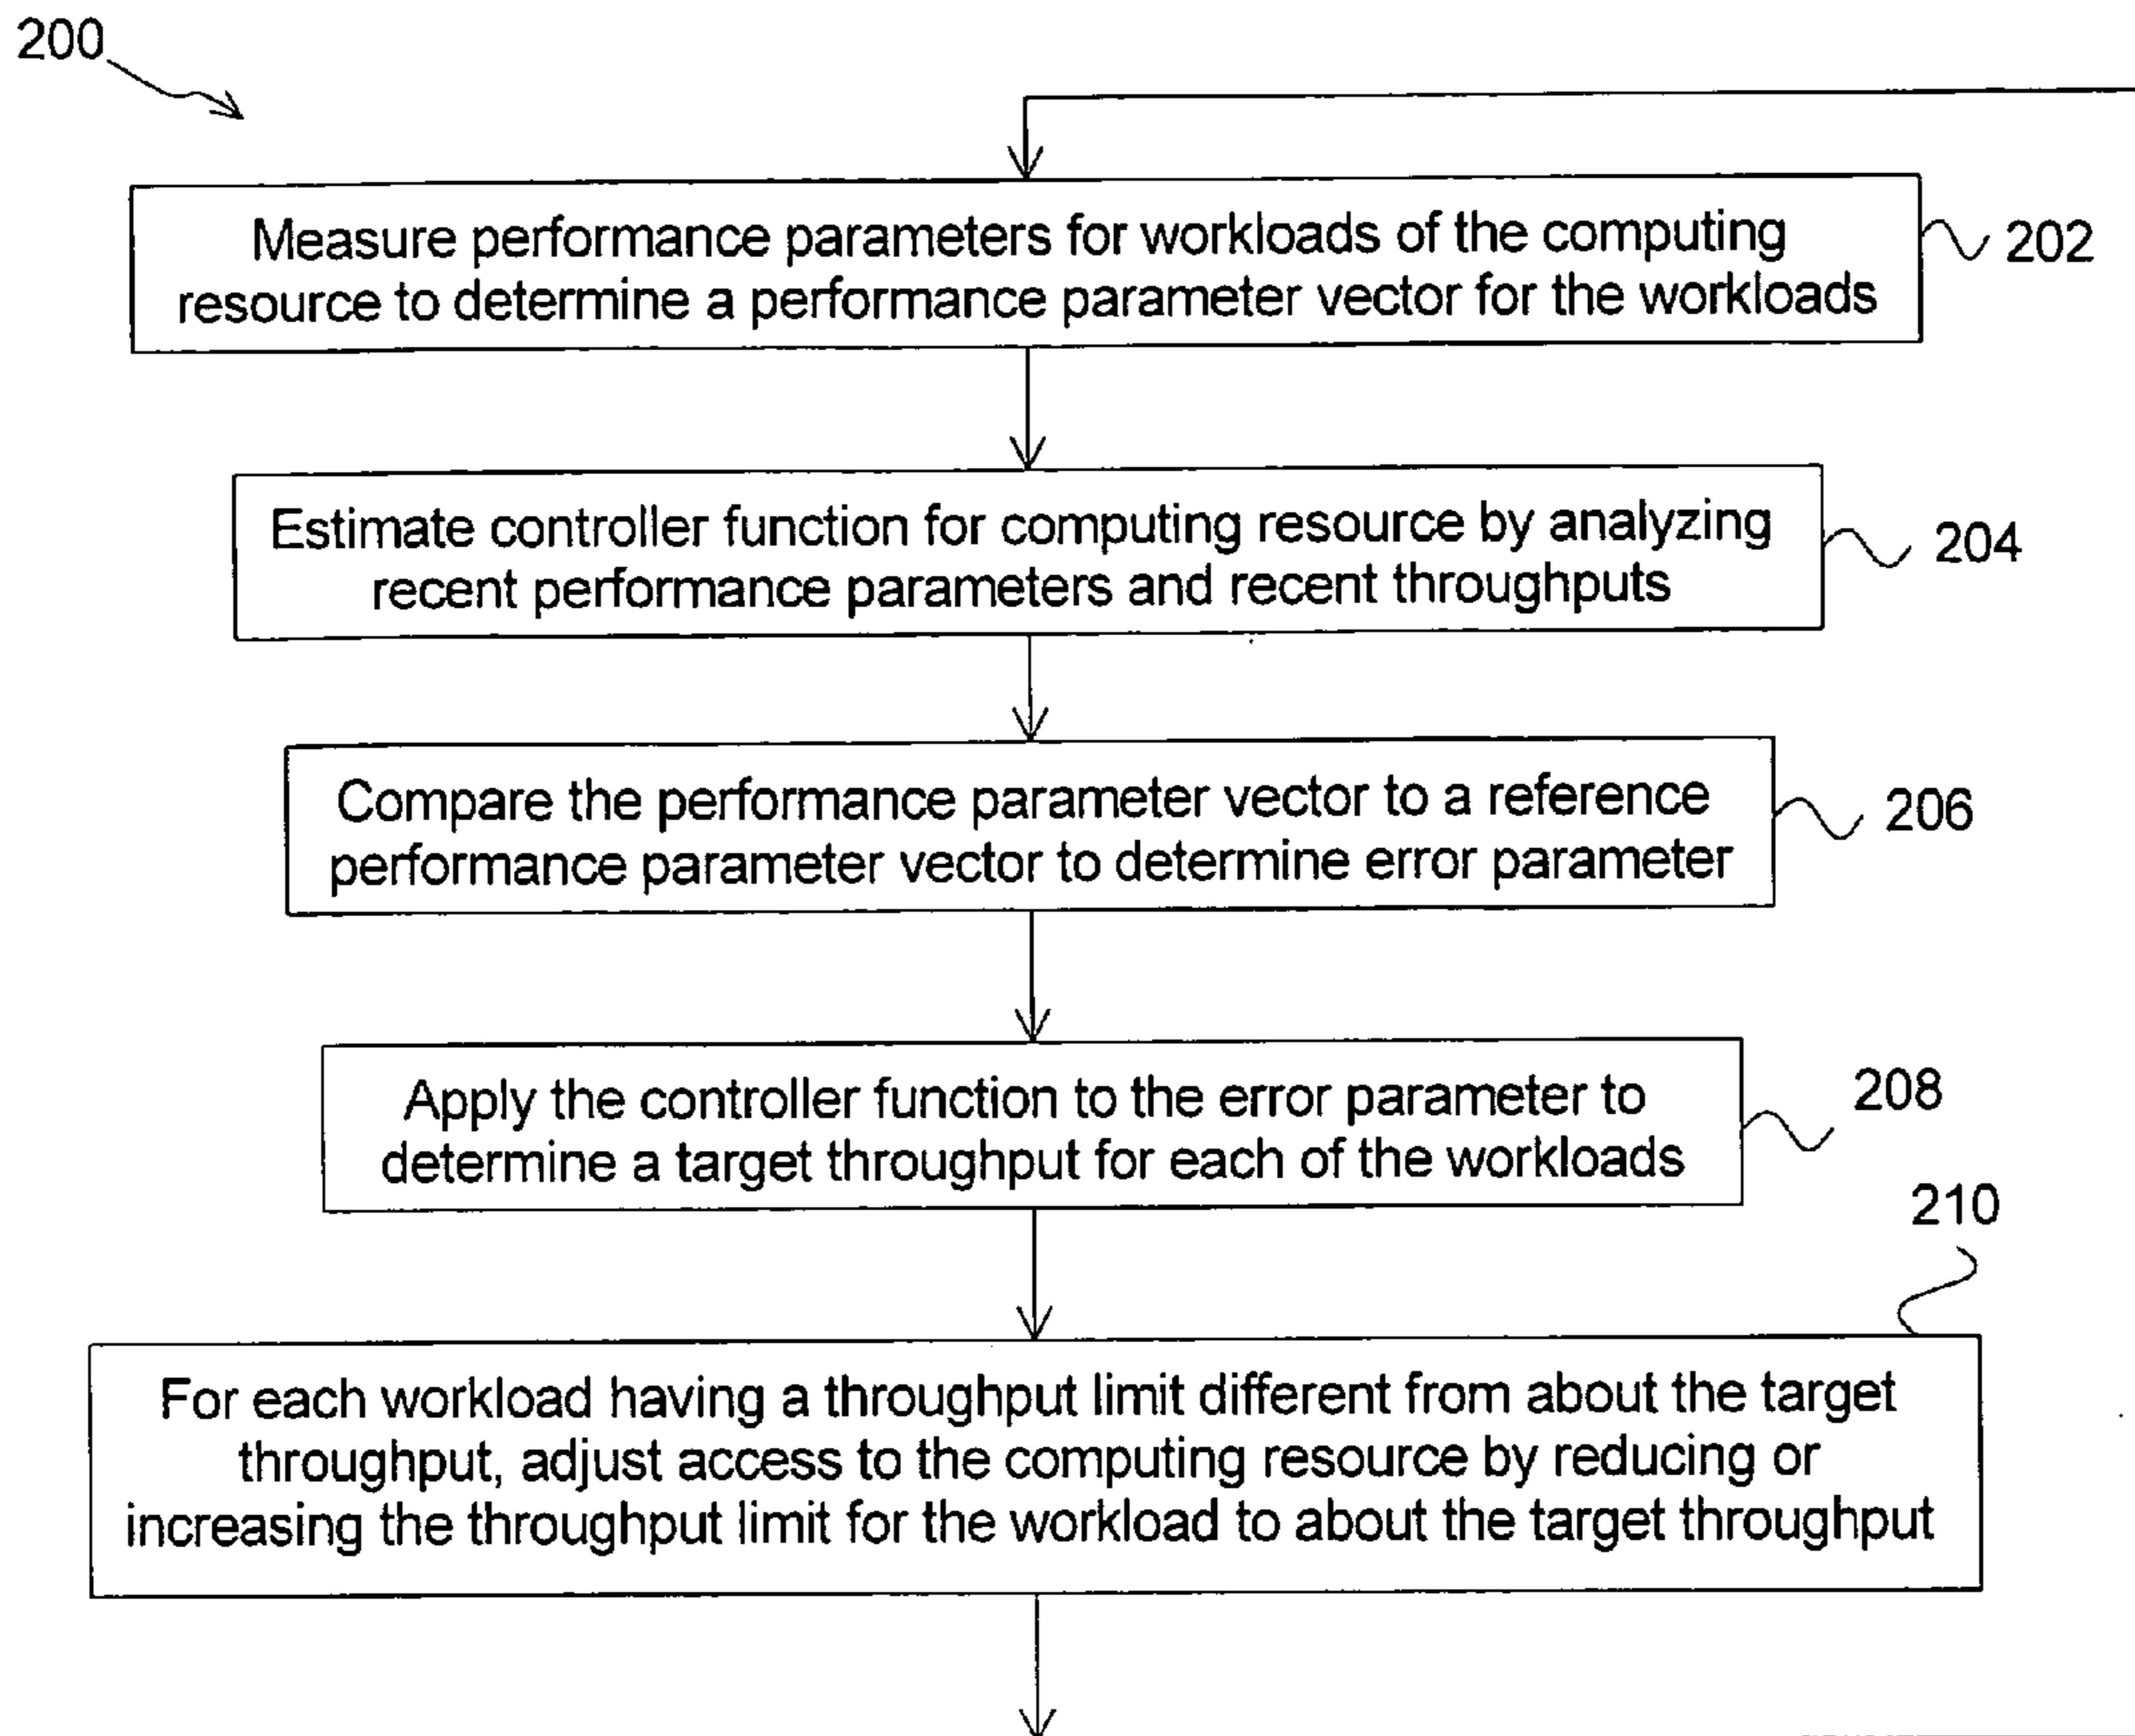 200
Measure performance parameters for workloads of the computing
resource to determine a performance parameter vector for the workloads
202
Estimate controller function for computing resource by analyzing
recent performance parameters and recent throughputs
204
Compare the performance parameter vector to a reference
performance parameter vector to determine error parameter
206
Apply the controller function to the error parameter to
determine a target throughput for each of the workloads
208
210
For each workload having a throughput limit different from about the target
throughput, adjust access to the computing resource by reducing or
increasing the throughput limit for the workload to about the target throughput